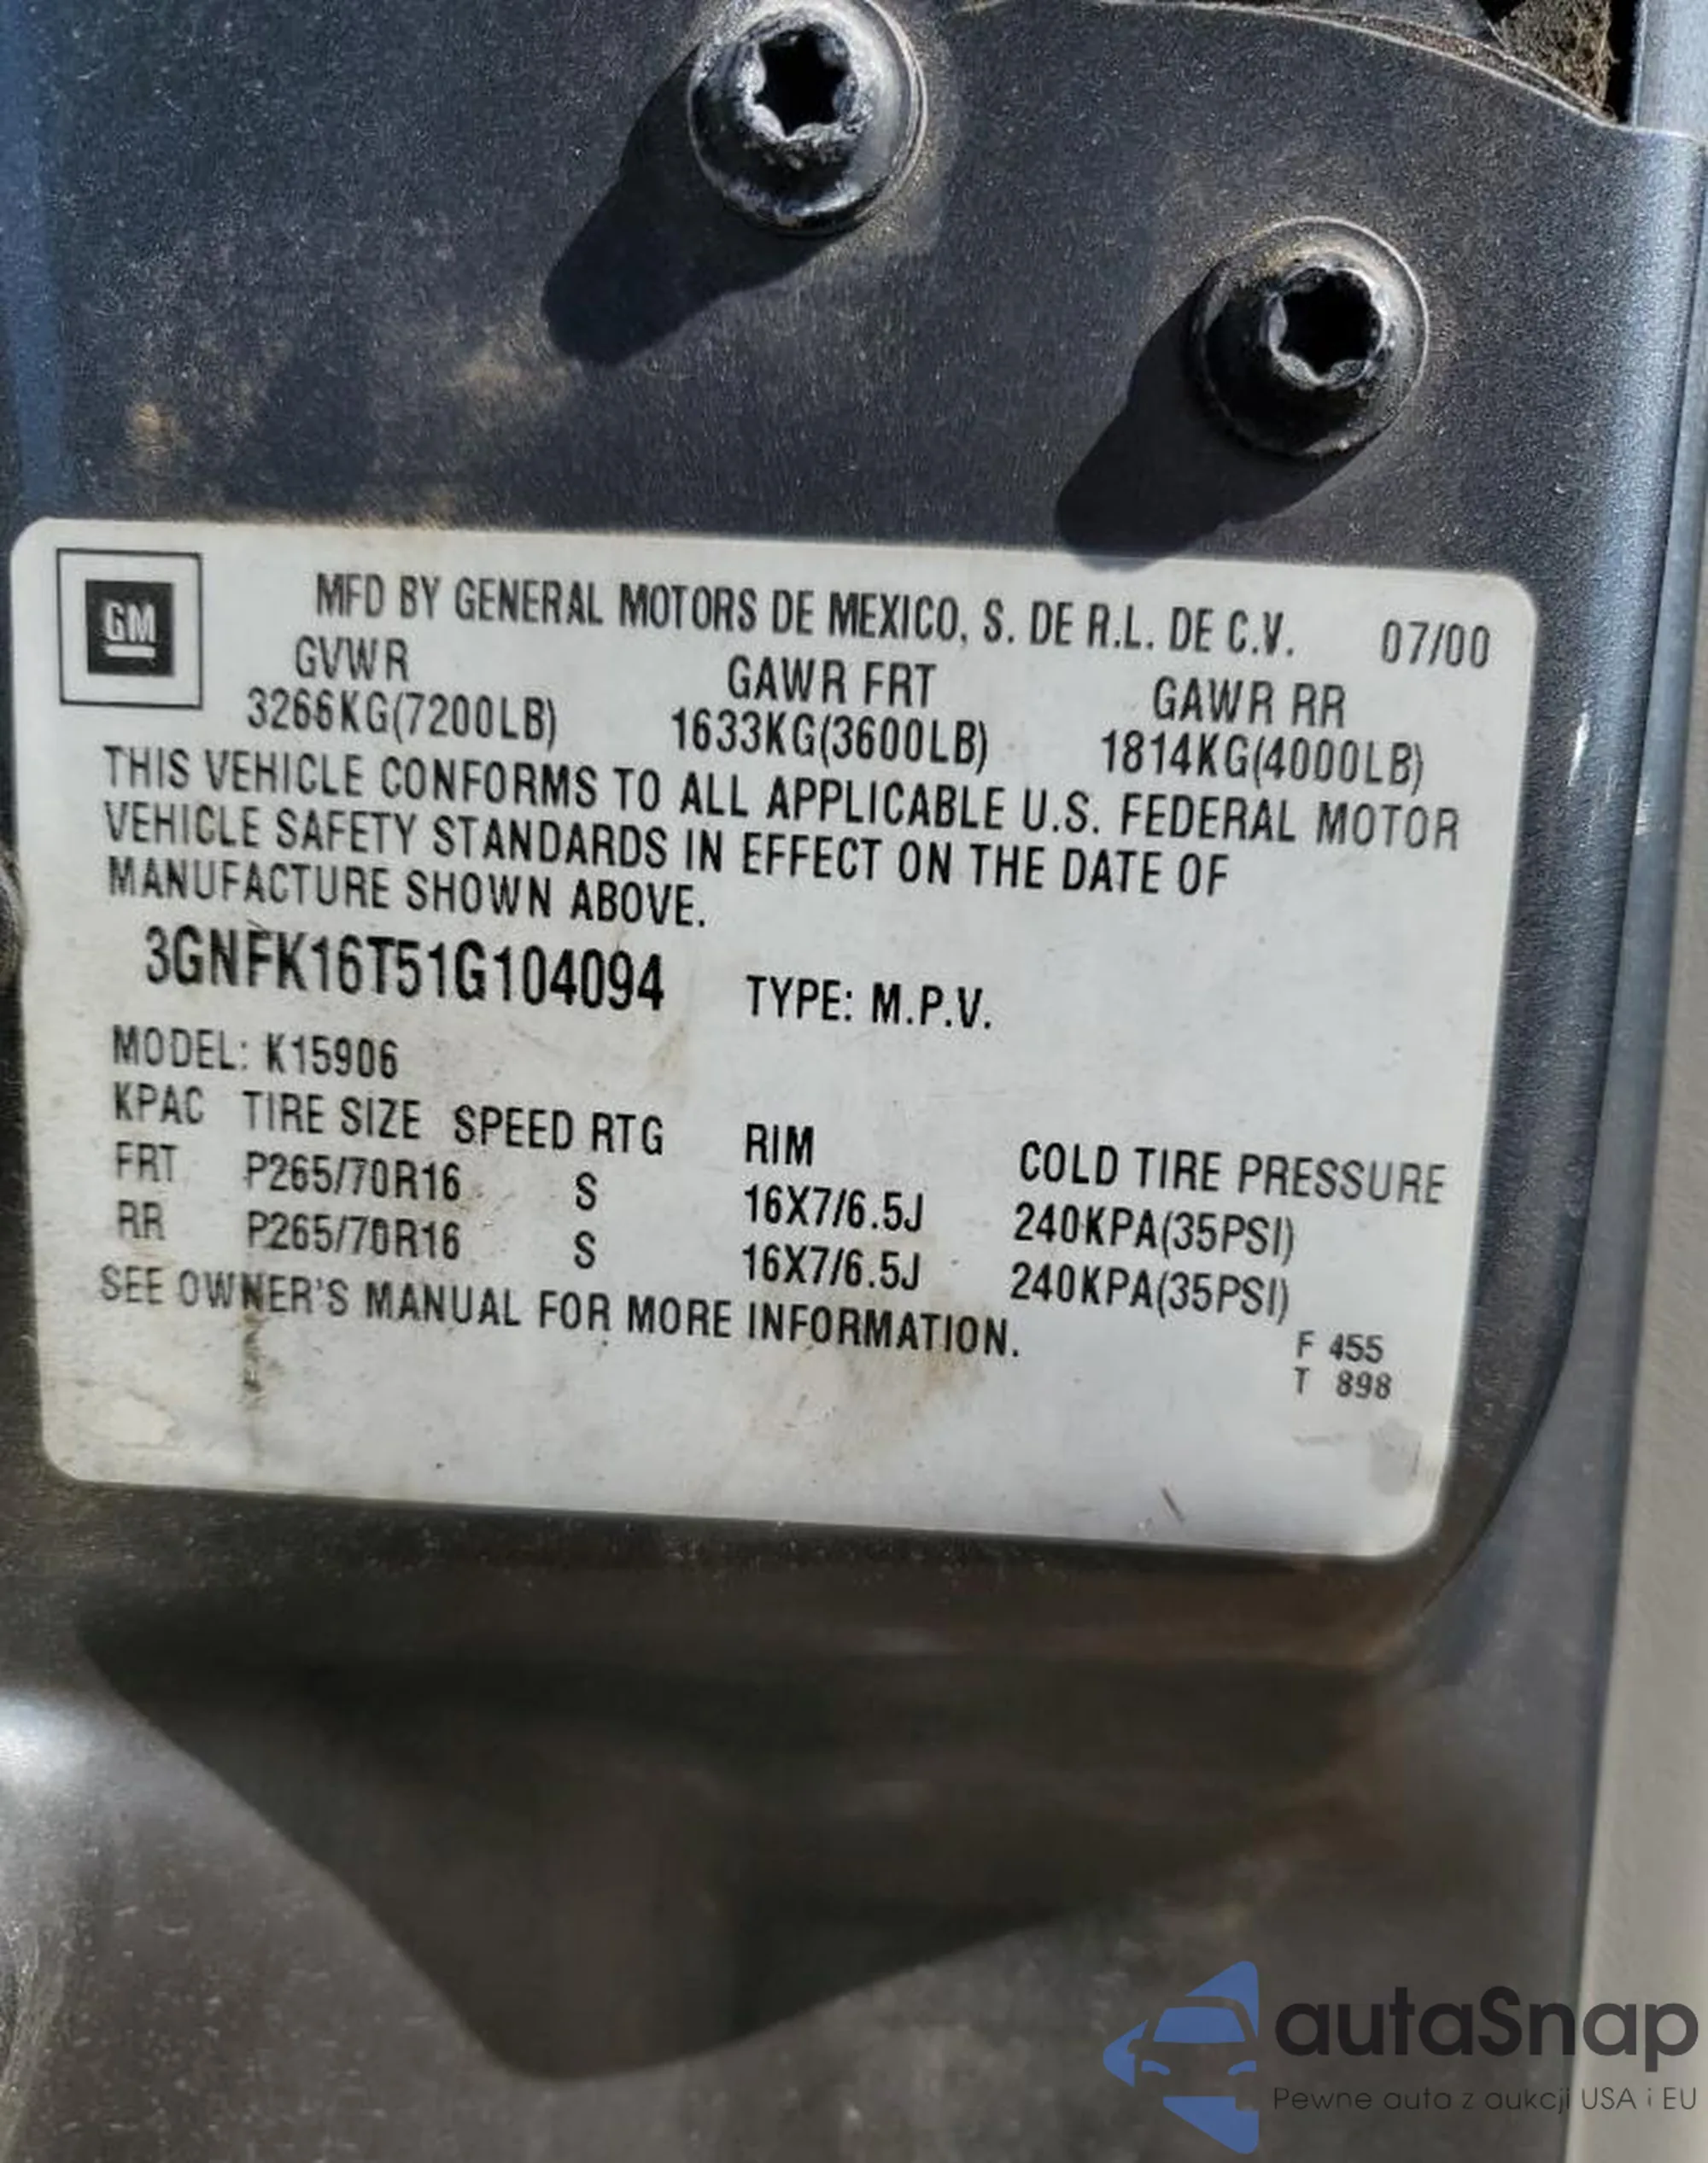 GM
MFD BY GENERAL MOTORS DE MEXICO, S. DE R.L. DE C.V. 07/00
GVWR GAWR FRT GAWR RR
3266KG(7200LB) 1633KG(3600LB) 1814KG(4000LB)
THIS VEHICLE CONFORMS TO ALL APPLICABLE U.S. FEDERAL MOTOR
VEHICLE SAFETY STANDARDS IN EFFECT ON THE DATE OF
MANUFACTURE SHOWN ABOVE.
3GNFK16T51G104094 TYPE: M.P.V.
MODEL: K15906
KPAC TIRE SIZE SPEED RTG RIM COLD TIRE PRESSURE
FRT P265/70R16 S 16X7/6.5J 240KPA(35PSI)
RR P265/70R16 S 16X7/6.5J 240KPA(35PSI)
SEE OWNER'S MANUAL FOR MORE INFORMATION.
F 455
T 898
autaSnap
Pewne auta z aukcji USA i EU